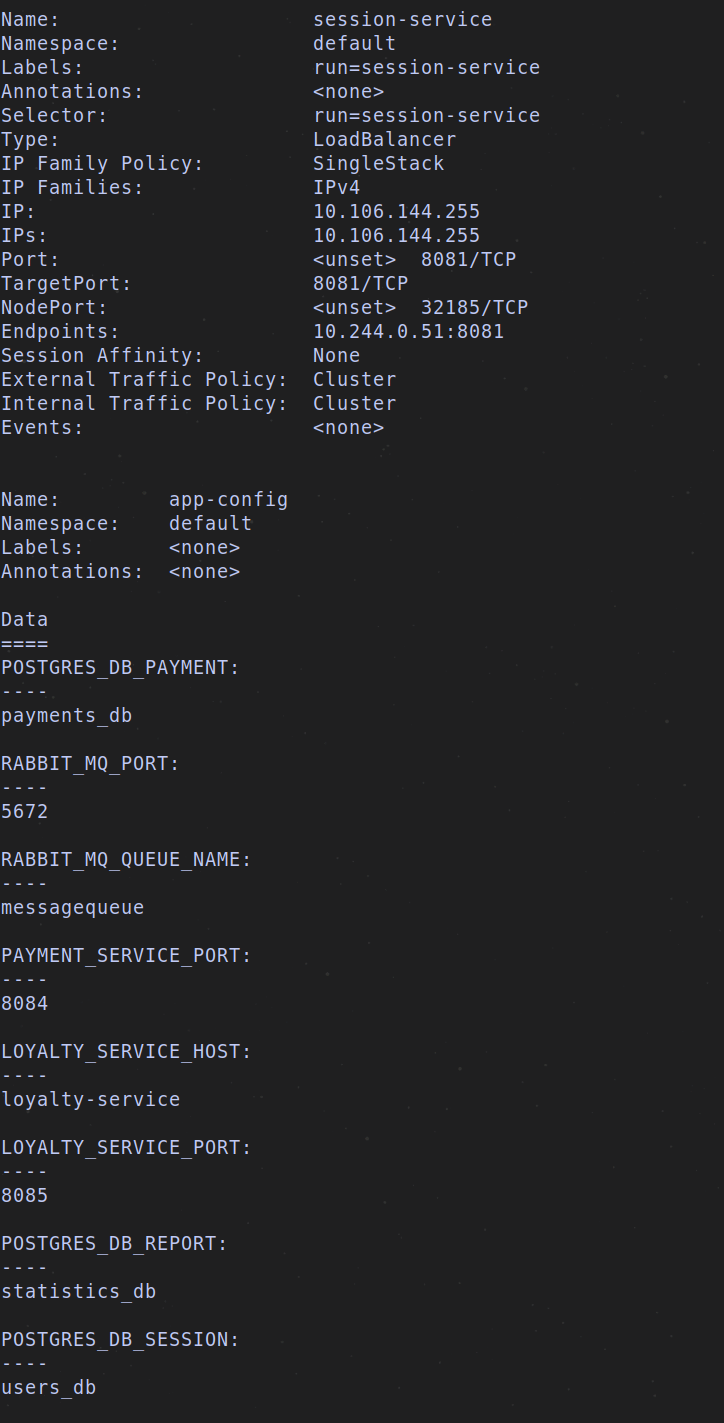 Name:                     session-service
Namespace:                default
Labels:                   run=session-service
Annotations:              <none>
Selector:                 run=session-service
Type:                     LoadBalancer
IP Family Policy:         SingleStack
IP Families:              IPv4
IP:                       10.106.144.255
IPs:                      10.106.144.255
Port:                     <unset>  8081/TCP
TargetPort:               8081/TCP
NodePort:                 <unset>  32185/TCP
Endpoints:                10.244.0.51:8081
Session Affinity:         None
External Traffic Policy:  Cluster
Internal Traffic Policy:  Cluster
Events:                   <none>
Name:         app-config
Namespace:    default
Labels:       <none>
Annotations:  <none>
Data
====
POSTGRES_DB_PAYMENT:
----
payments_db
RABBIT_MQ_PORT:
----
5672
RABBIT_MQ_QUEUE_NAME:
----
messagequeue
PAYMENT_SERVICE_PORT:
----
8084
LOYALTY_SERVICE_HOST:
----
loyalty-service
LOYALTY_SERVICE_PORT:
----
8085
POSTGRES_DB_REPORT:
----
statistics_db
POSTGRES_DB_SESSION:
----
users_db